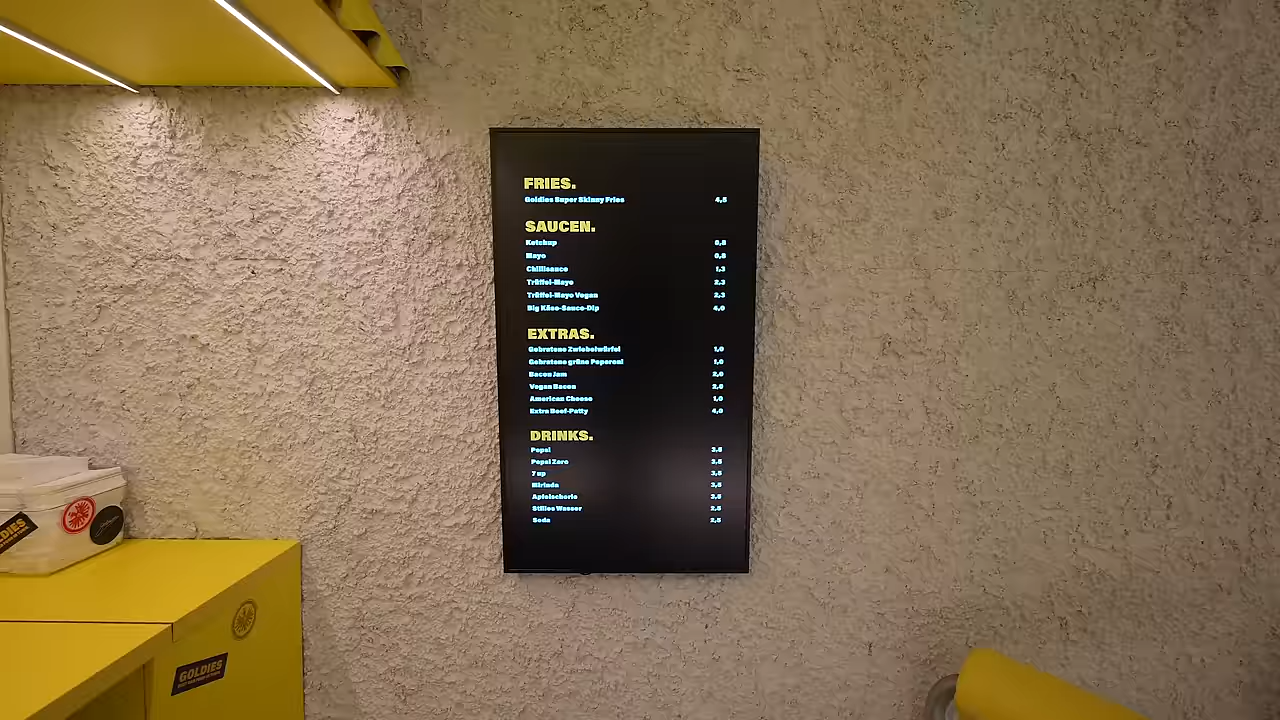 FRIES.
Goldies Super Skinny Fries 4,5
SAUCEN.
Ketchup 0,8
Mayo 0,8
Chilisauce 1,3
Trüffel-Mayo 2,3
Trüffel-Mayo Vegan 2,3
Big Käse-Sauce-Dip 4,0
EXTRAS.
Gebratene Zwiebelwürfel 1,0
Gebratene grüne Peperoni 1,0
Bacon Jam 2,0
Vegan Bacon 2,0
American Cheese 1,0
Extra Beef-Patty 4,0
DRINKS.
Pepsi 3,5
Pepsi Zero 3,5
7up 3,5
Mirinda 3,5
Apfelschorle 3,5
Stilles Wasser 2,5
Soda 2,5
GOLDIES